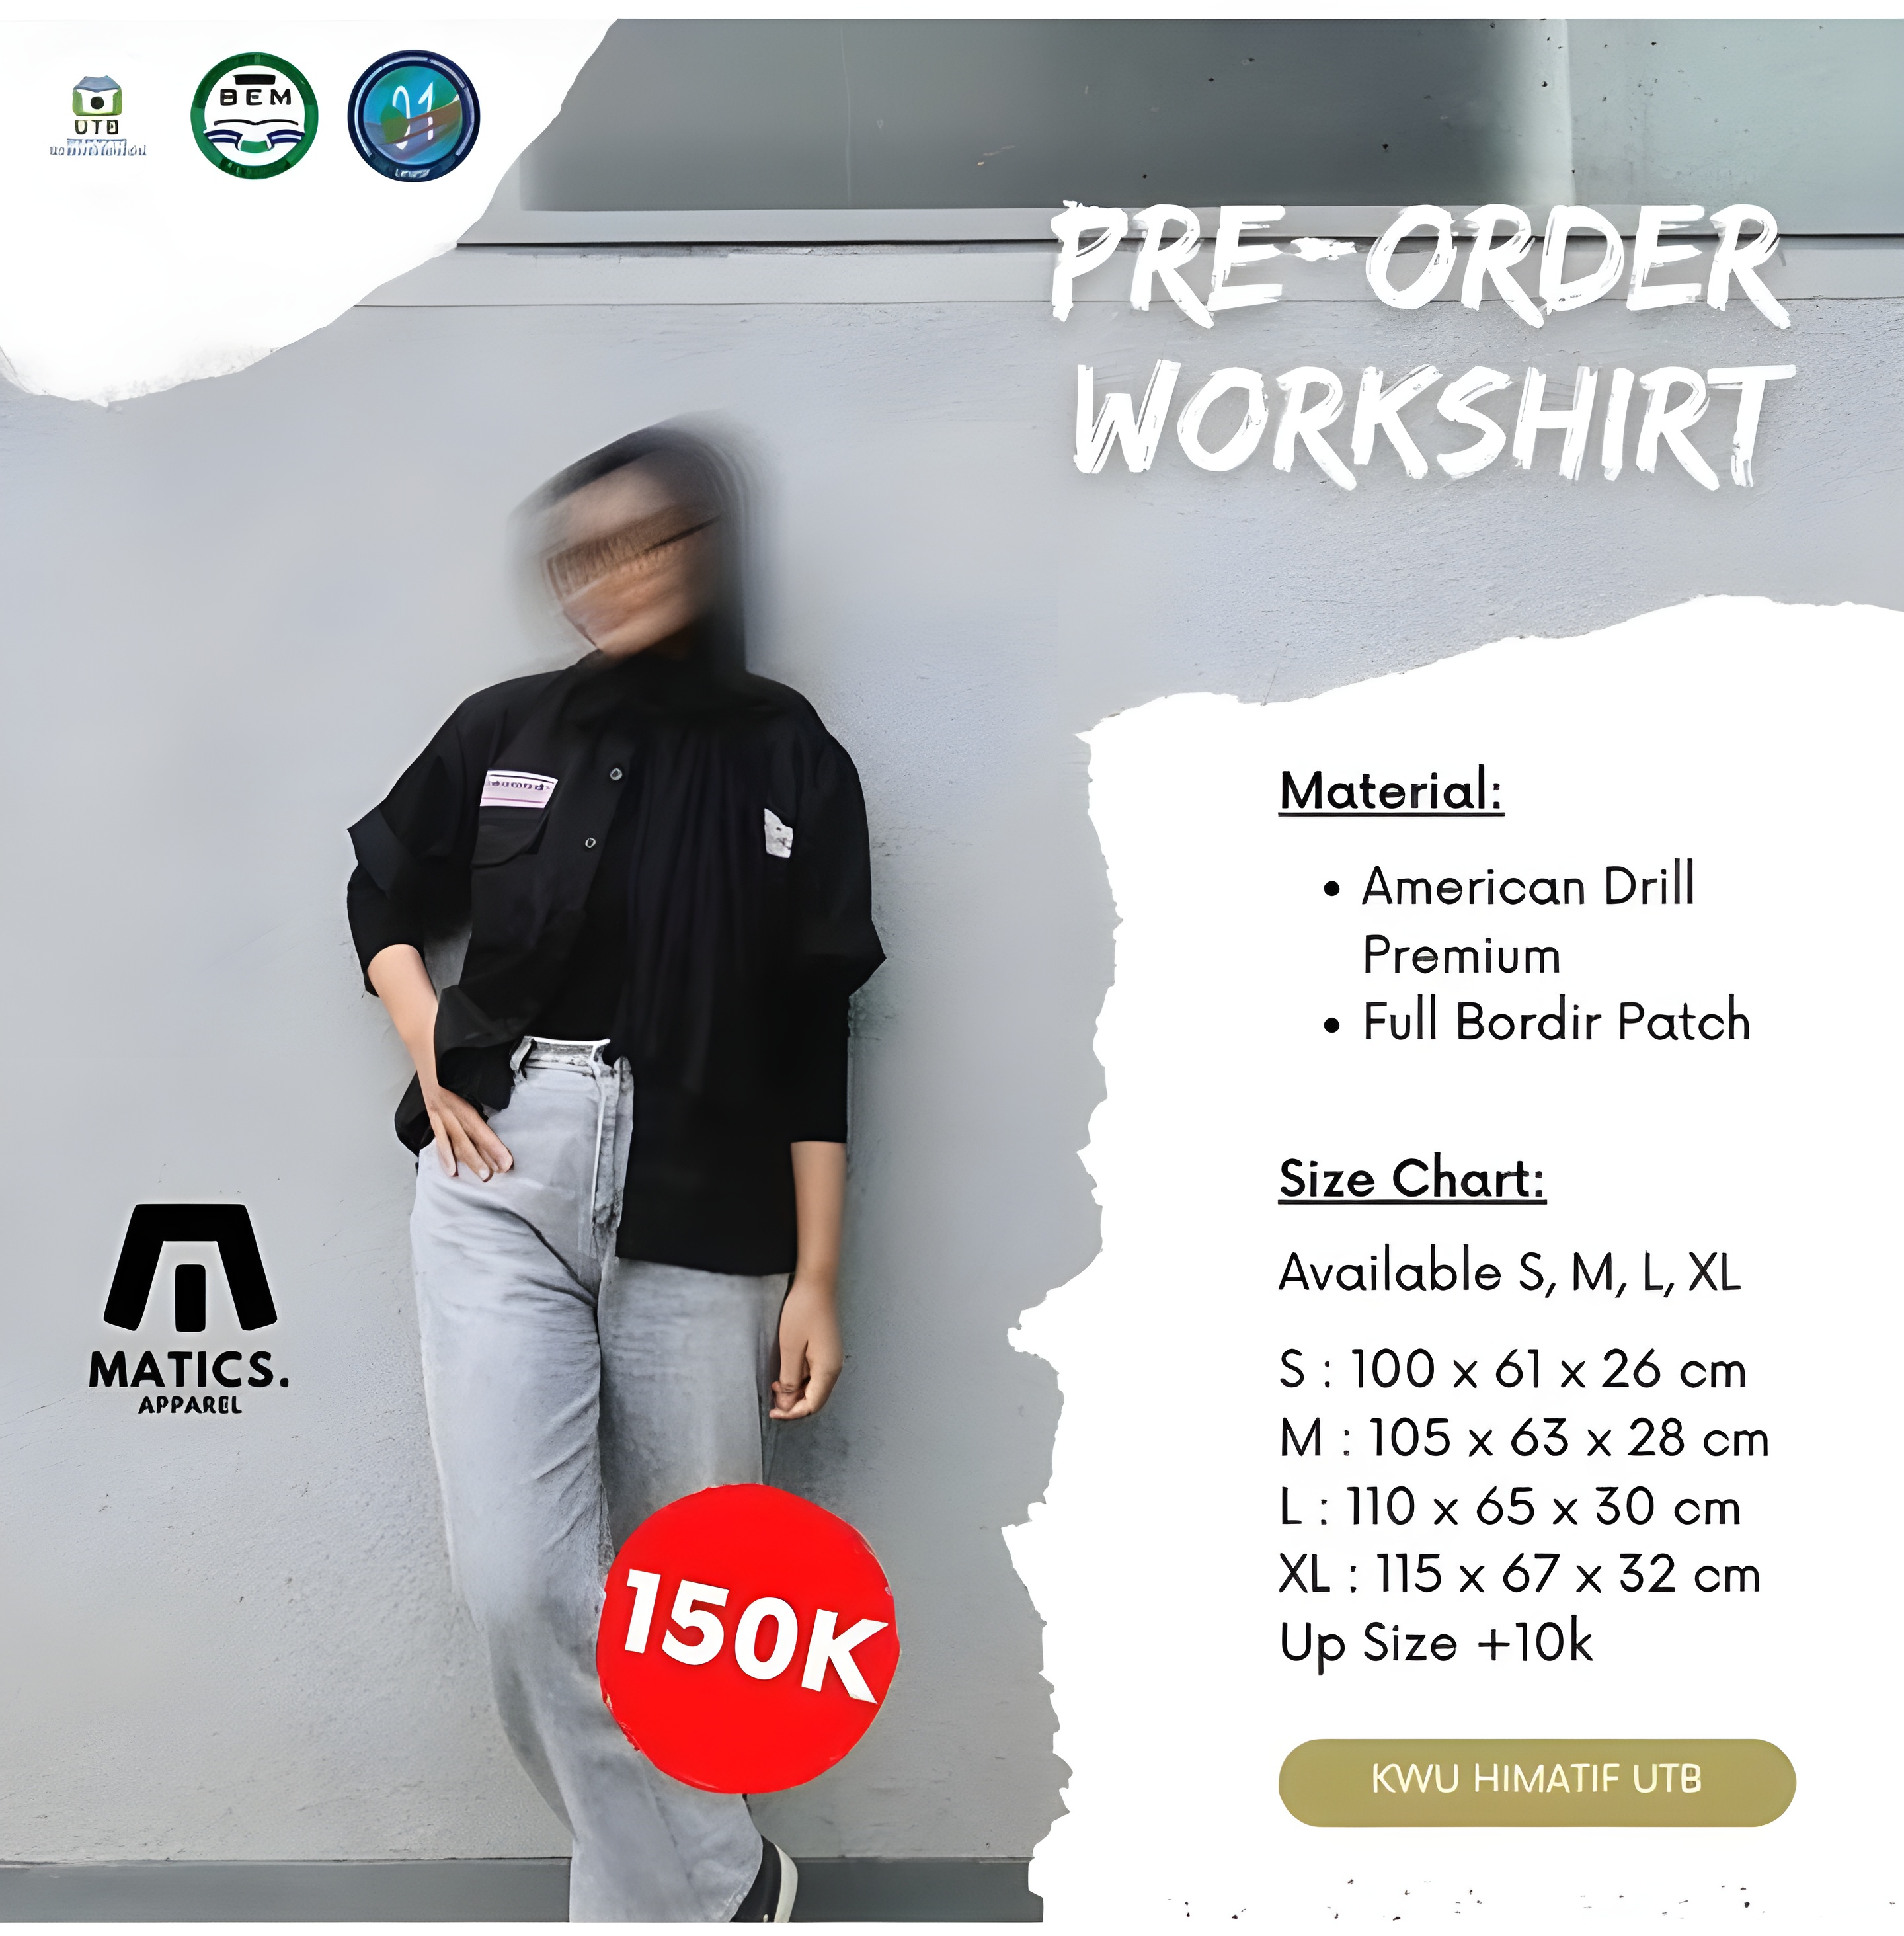 UTB
BEM
PRE-ORDER
WORKSHIRT
Material:
• American Drill
Premium
• Full Bordir Patch
Size Chart:
Available S, M, L, XL
S : 100 x 61 x 26 cm
M : 105 x 63 x 28 cm
L : 110 x 65 x 30 cm
XL : 115 x 67 x 32 cm
Up Size +10k
MATICS.
APPAREL
150K
KWU HIMATIF UTB